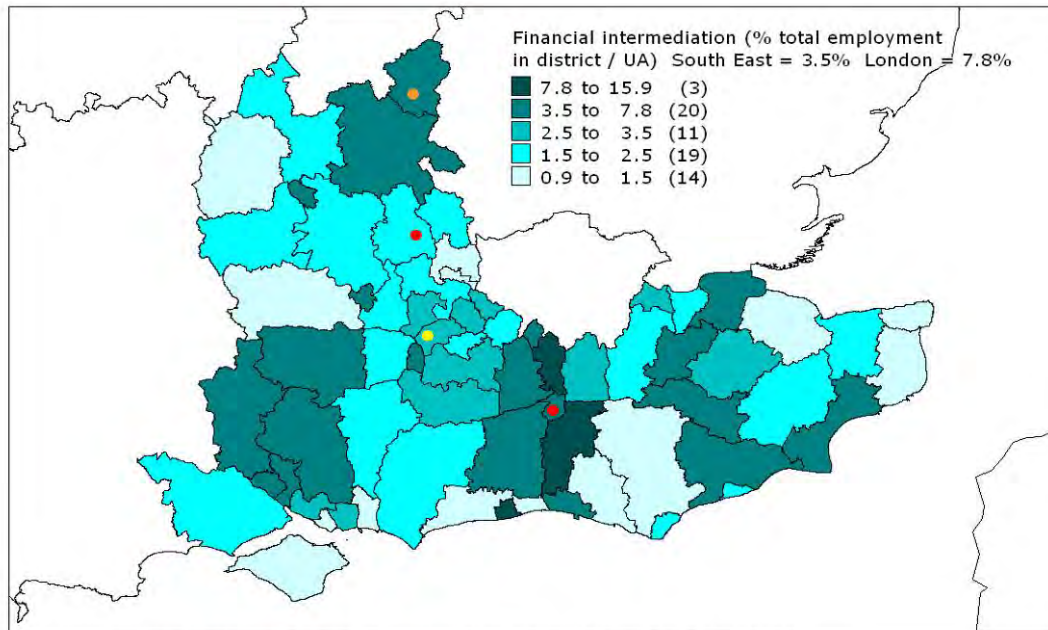 Financial intermediation (% total employment
in district / UA) South East = 3.5% London = 7.8%
7.8 to 15.9 (3)
3.5 to 7.8 (20)
2.5 to 3.5 (11)
1.5 to 2.5 (19)
0.9 to 1.5 (14)